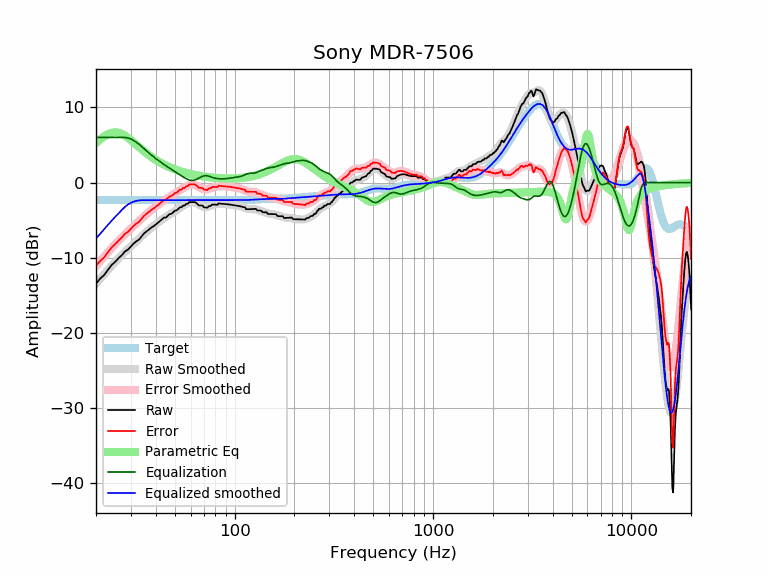 Sony MDR-7506
10
0
−10
−20
−30
−40
Amplitude (dBr)
Target
Raw Smoothed
Error Smoothed
Raw
Error
Parametric Eq
Equalization
Equalized smoothed
100
1000
10000
Frequency (Hz)